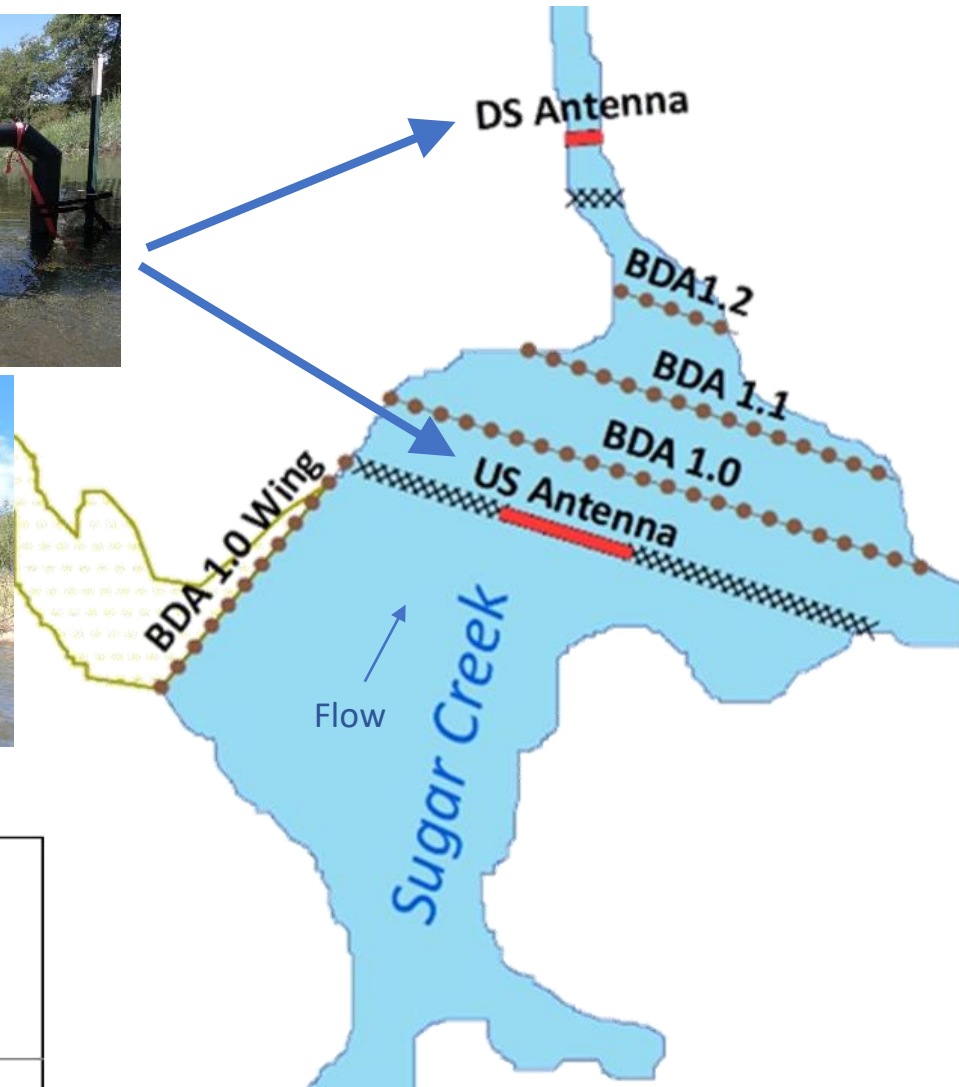 DS Antenna
BDA1.2
BDA 1.1
BDA 1.0
US Antenna
BDA 1.0 Wing
Flow
Sugar Creek